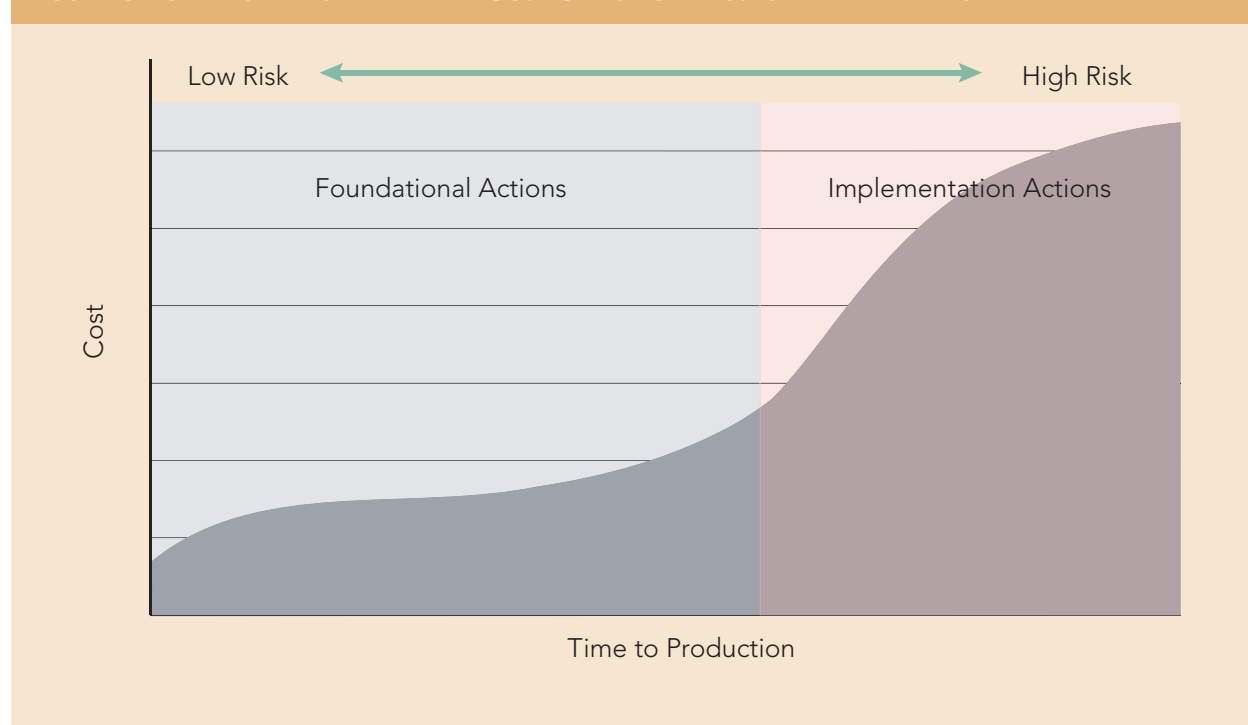 Low Risk
High Risk
Foundational Actions
Implementation Actions
Cost
Time to Production